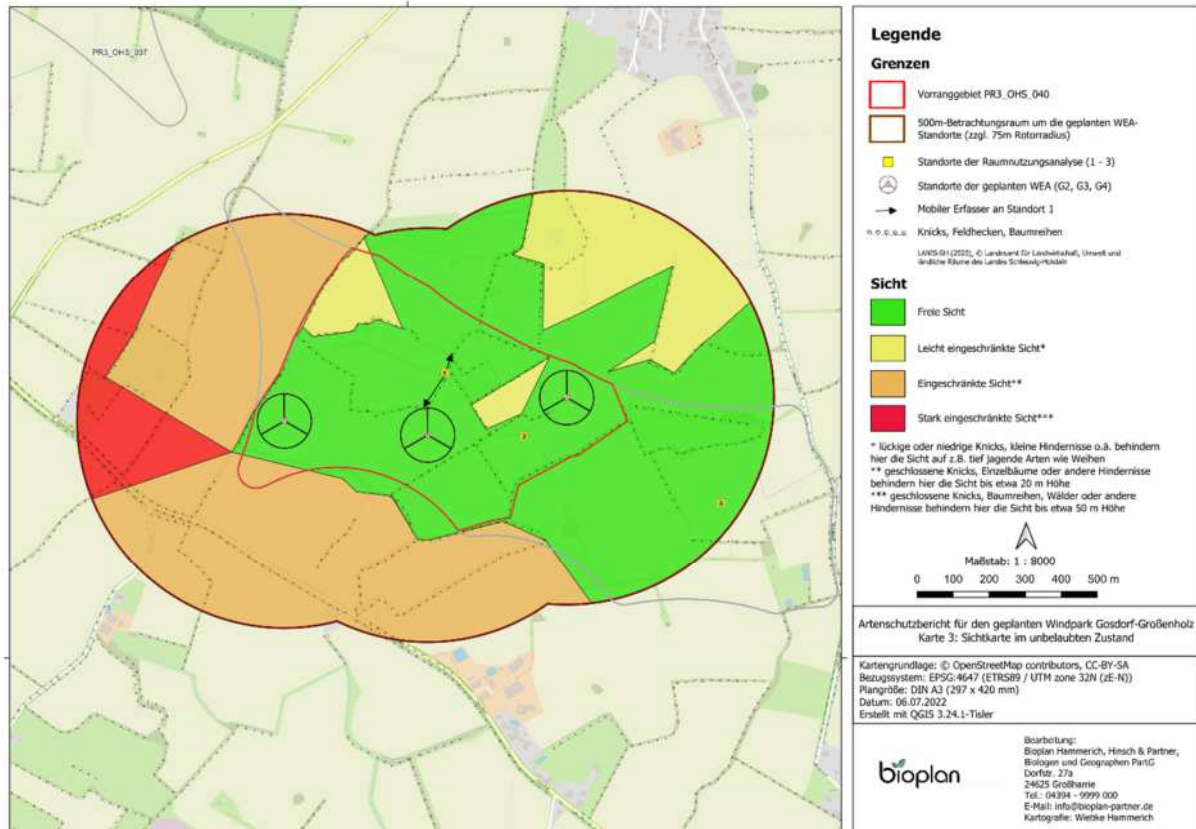 PR3_OHS_037
1
2
3
Legende
Grenzen
Vorranggebiet PR3_OHS_040
500m-Betrachtungsraum um die geplanten WEA-
Standorte (zzgl. 75m Rotorradius)
Standorte der Raumnutzungsanalyse (1 - 3)
Standorte der geplanten WEA (G2, G3, G4)
Mobiler Erfasser an Standort 1
Knicks, Feldhecken, Baumreihen
LANIS-SH (2020), © Landesamt für Landwirtschaft, Umwelt und
ländliche Räume des Landes Schleswig-Holstein
Sicht
Freie Sicht
Leicht eingeschränkte Sicht*
Eingeschränkte Sicht**
Stark eingeschränkte Sicht***
* lückige oder niedrige Knicks, kleine Hindernisse o.ä. behindern
hier die Sicht auf z.B. tief jagende Arten wie Weihen
** geschlossene Knicks, Einzelbäume oder andere Hindernisse
behindern hier die Sicht bis etwa 20 m Höhe
*** geschlossene Knicks, Baumreihen, Wälder oder andere
Hindernisse behindern hier die Sicht bis etwa 50 m Höhe
Maßstab: 1 : 8000
0 100 200 300 400 500 m
Artenschutzbericht für den geplanten Windpark Gosdorf-Großenholz
Karte 3: Sichtkarte im unbelaubten Zustand
Kartengrundlage: © OpenStreetMap contributors, CC-BY-SA
Bezugssystem: EPSG:4647 (ETRS89 / UTM zone 32N (zE-N))
Plangröße: DIN A3 (297 x 420 mm)
Datum: 06.07.2022
Erstellt mit QGIS 3.24.1-Tisler
bioplan
Bearbeitung:
Bioplan Hammerich, Hinsch & Partner,
Biologen und Geographen PartG
Dorfstr. 27a
24625 Großharrie
Tel.: 04394 - 9999 000
E-Mail: info@bioplan-partner.de
Kartografie: Wiebke Hammerich